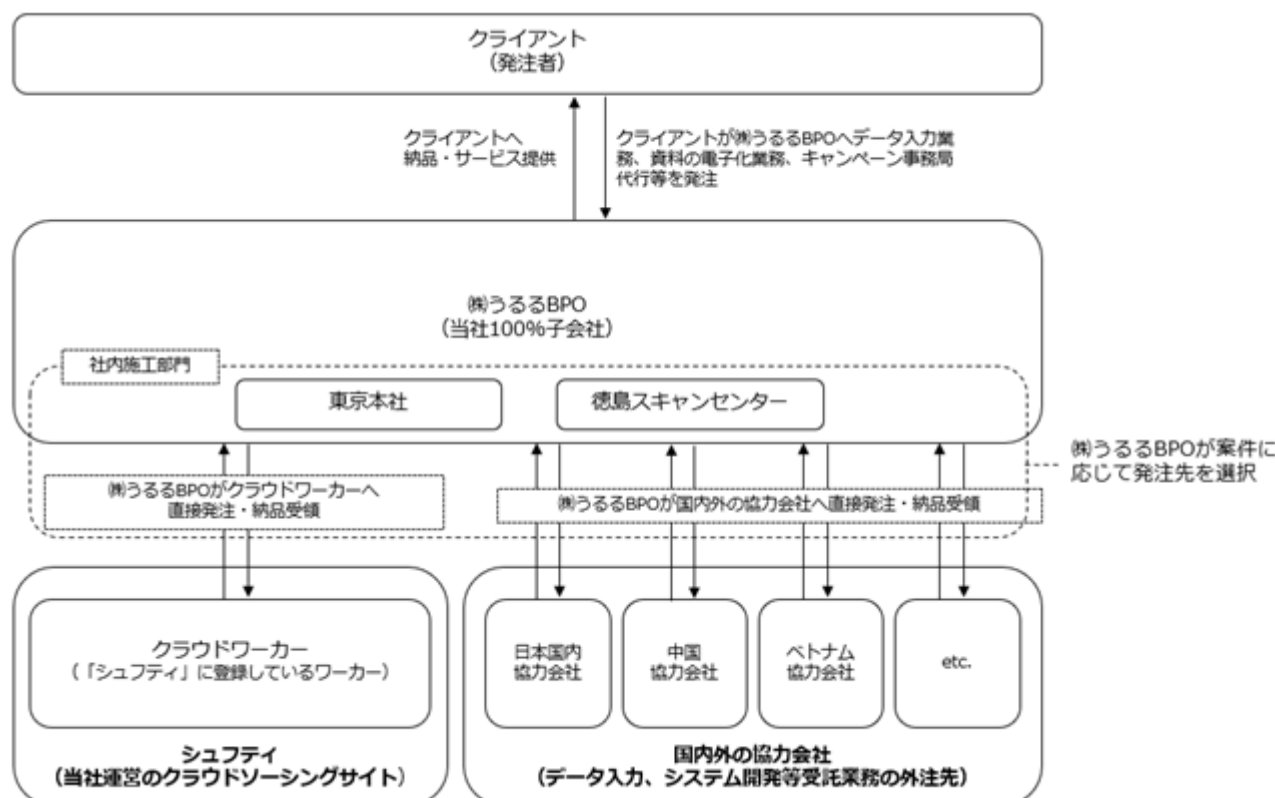 クライアント
(発注者)
クライアントへ
納品・サービス提供
クライアントが㈱うるるBPOへデータ入力業
務、資料の電子化業務、キャンペーン事務局
代行等を発注
㈱うるるBPO
(当社100%子会社)
社内施工部門
東京本社
徳島スキャンセンター
㈱うるるBPOが案件に
応じて発注先を選択
㈱うるるBPOがクラウドワーカーへ
直接発注・納品受領
㈱うるるBPOが国内外の協力会社へ直接発注・納品受領
クラウドワーカー
(「シュフティ」に登録しているワーカー)
日本国内
協力会社
中国
協力会社
ベトナム
協力会社
etc.
シュフティ
(当社運営のクラウドソーシングサイト)
国内外の協力会社
(データ入力、システム開発等受託業務の外注先)